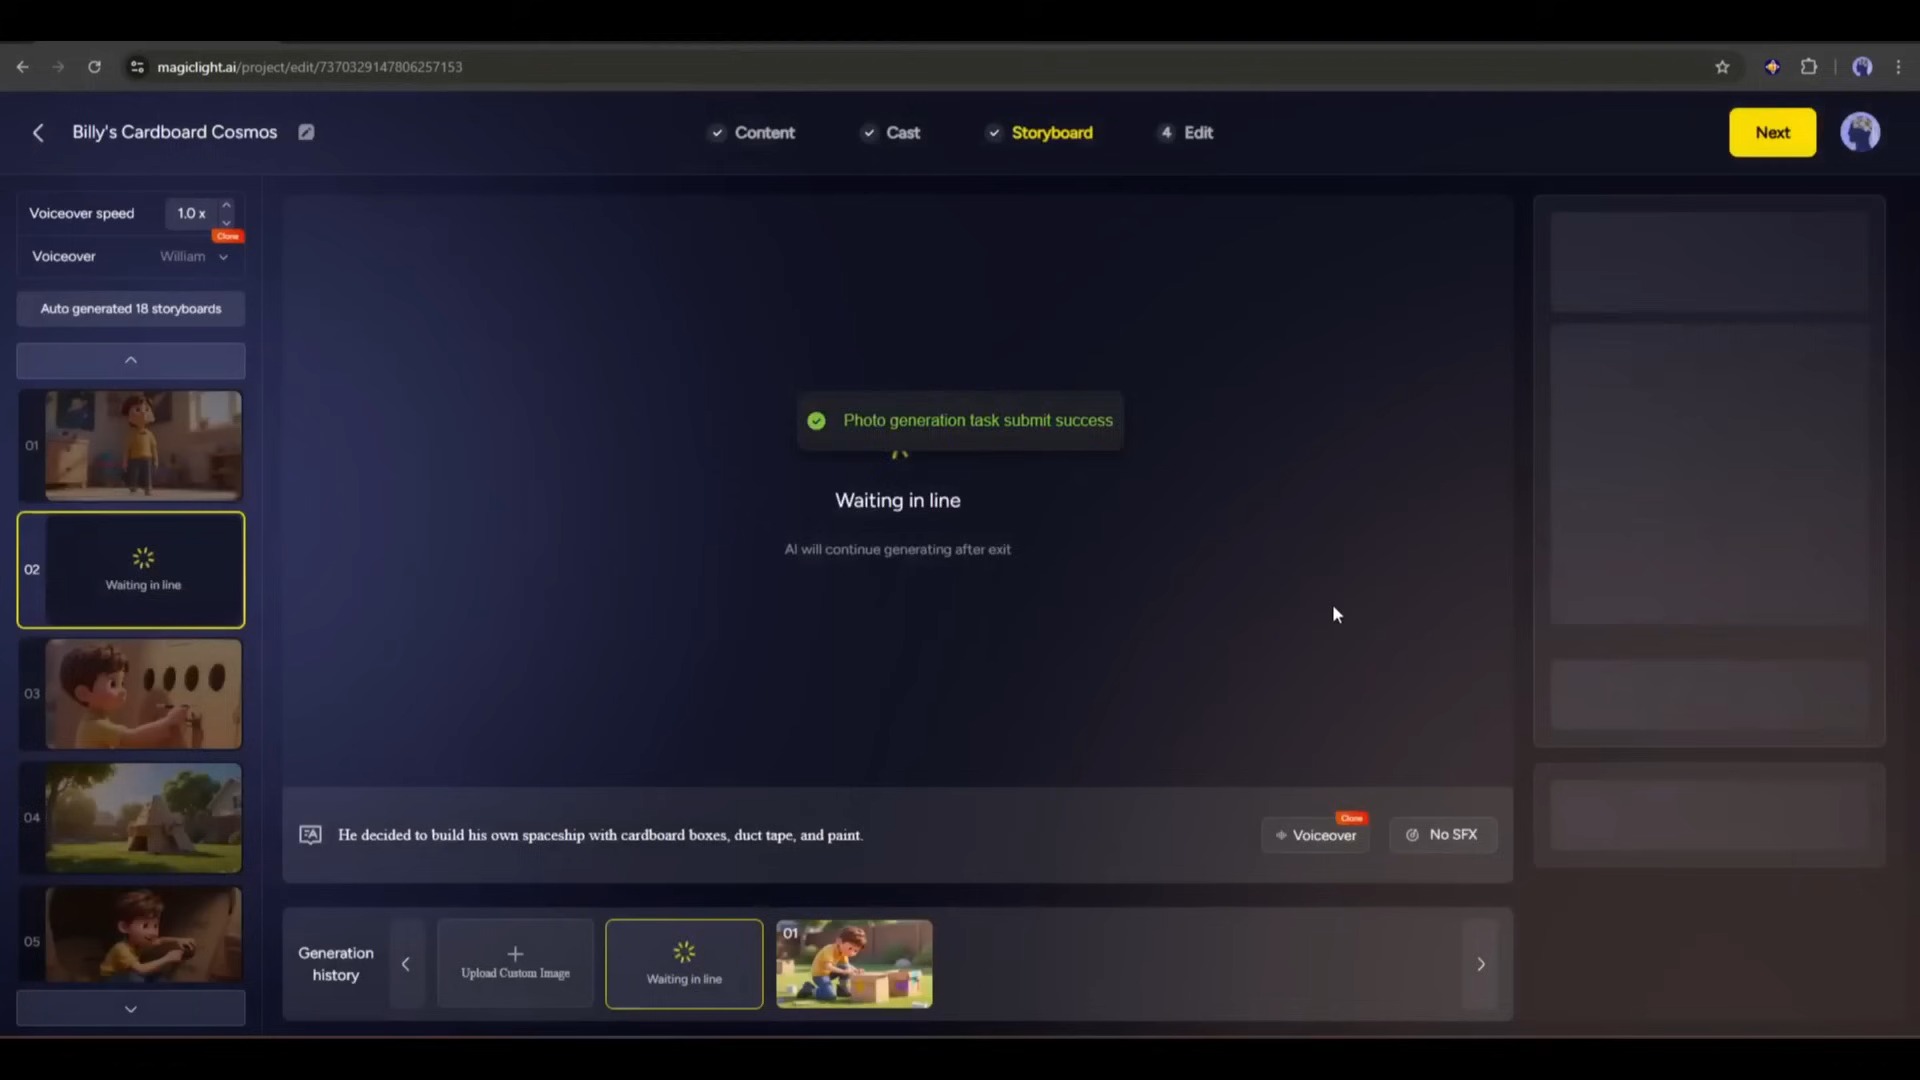 magiclight.ai/project/edit/7370329147806257153
Billy's Cardboard Cosmos
Content
Cast
Storyboard
4 Edit
Next
Voiceover speed
1.0 x
Clone
Voiceover
William
Auto generated 18 storyboards
01
02
Waiting in line
03
04
05
Photo generation task submit success
Waiting in line
AI will continue generating after exit
He decided to build his own spaceship with cardboard boxes, duct tape, and paint.
Clone
Voiceover
No SFX
Generation
history
Upload Custom Image
Waiting in line
01